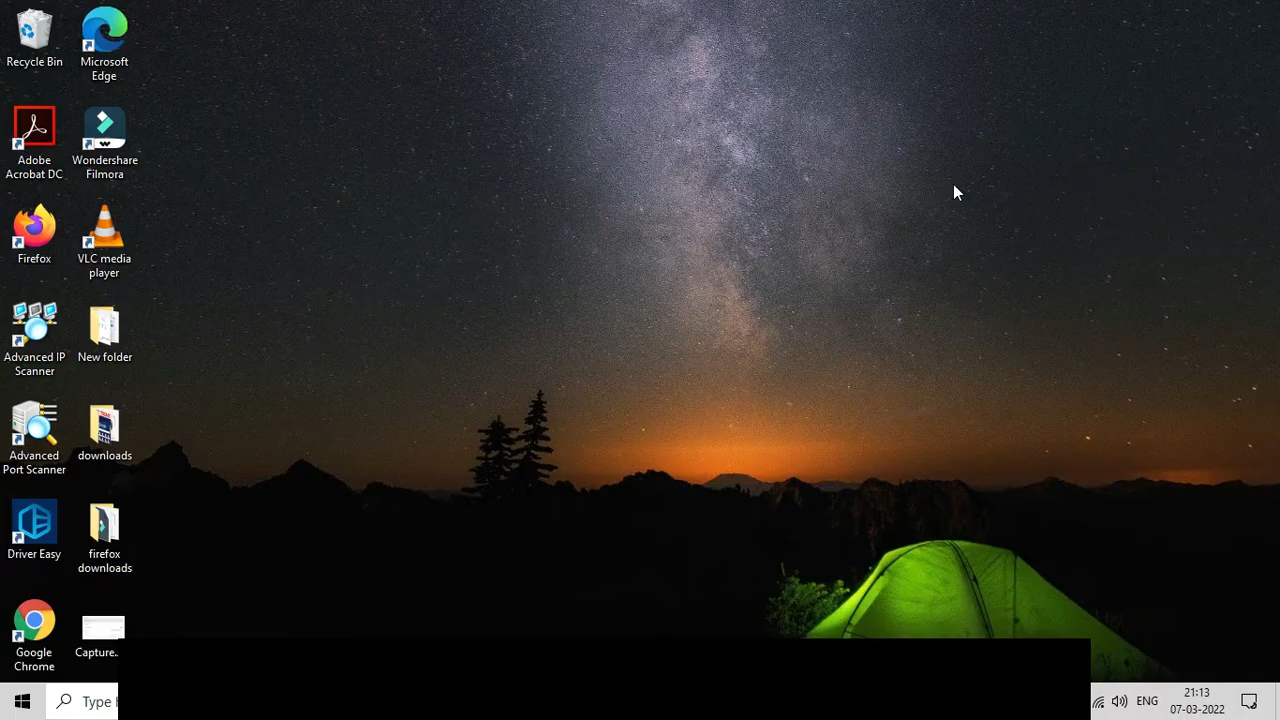 Recycle Bin
Microsoft
Edge
Adobe
Acrobat DC
Wondershare
Filmora
Firefox
VLC media
player
Advanced IP
Scanner
New folder
Advanced
Port Scanner
downloads
Driver Easy
firefox
downloads
Google
Chrome
Capture...
Type
ENG
21:13
07-03-2022